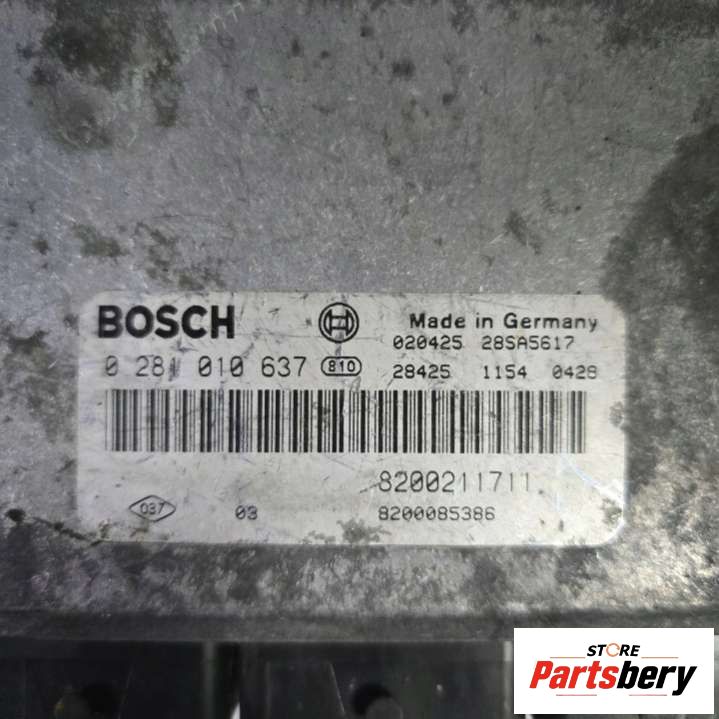 BOSCH
Made in Germany
020425 28SA5617
0 281 010 637 810
28425 1154 0428
8200211711
037 03 8200085386
STORE
Partsbery